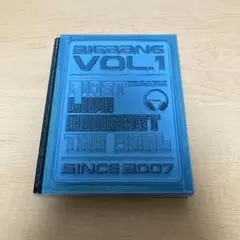 BIGBANG
VOL.1
FIRST
LIVE
CONCERT
THE REAL
SINCE 2007